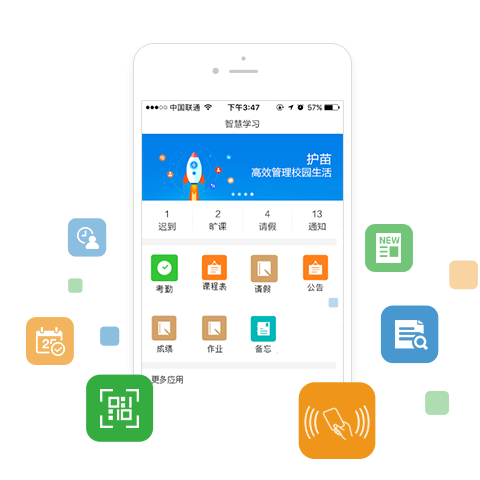 中国联通 下午3:47 57%
智慧学习
护苗
高效管理校园生活
1 2 4 13
迟到 旷课 请假 通知
NEW
考勤 课程表 请假 公告
25
成绩 作业 备忘
更多应用